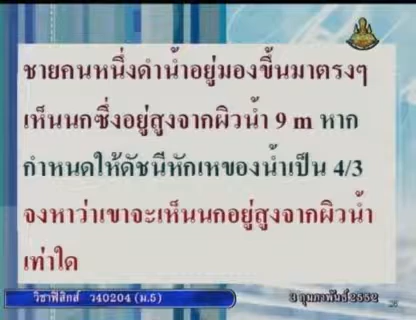 ชายคนหนึ่งดำน้ำอยู่มองขึ้นมาตรงๆ
เห็นนกซึ่งอยู่สูงจากผิวน้ำ 9 m หาก
กำหนดให้ดัชนีหักเหของน้ำเป็น 4/3
จงหาว่าเขาจะเห็นนกอยู่สูงจากผิวน้ำ
เท่าใด
วิชาฟิสิกส์ ว40204 (ม.5)
3 กุมภาพันธ์ 2552